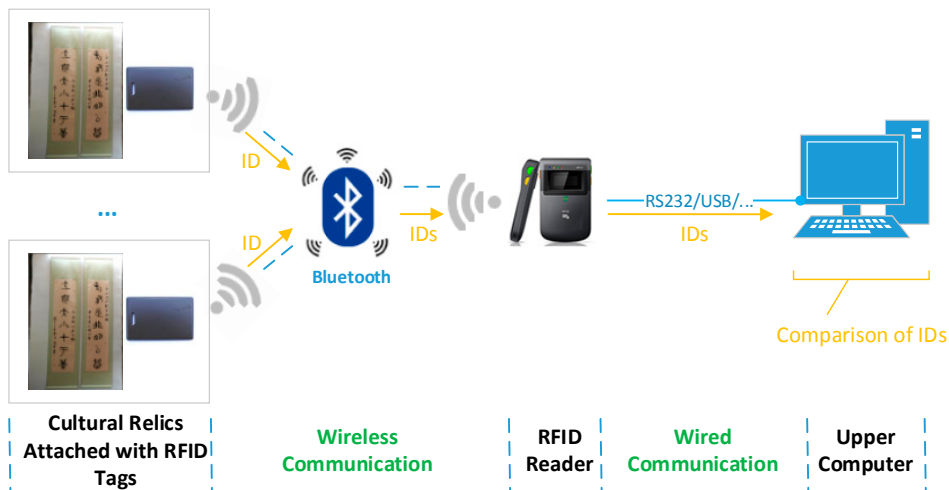 ID
...
ID
Bluetooth
IDs
RS232/USB/...
IDs
Comparison of IDs
Cultural Relics
Attached with RFID
Tags
Wireless
Communication
RFID
Reader
Wired
Communication
Upper
Computer